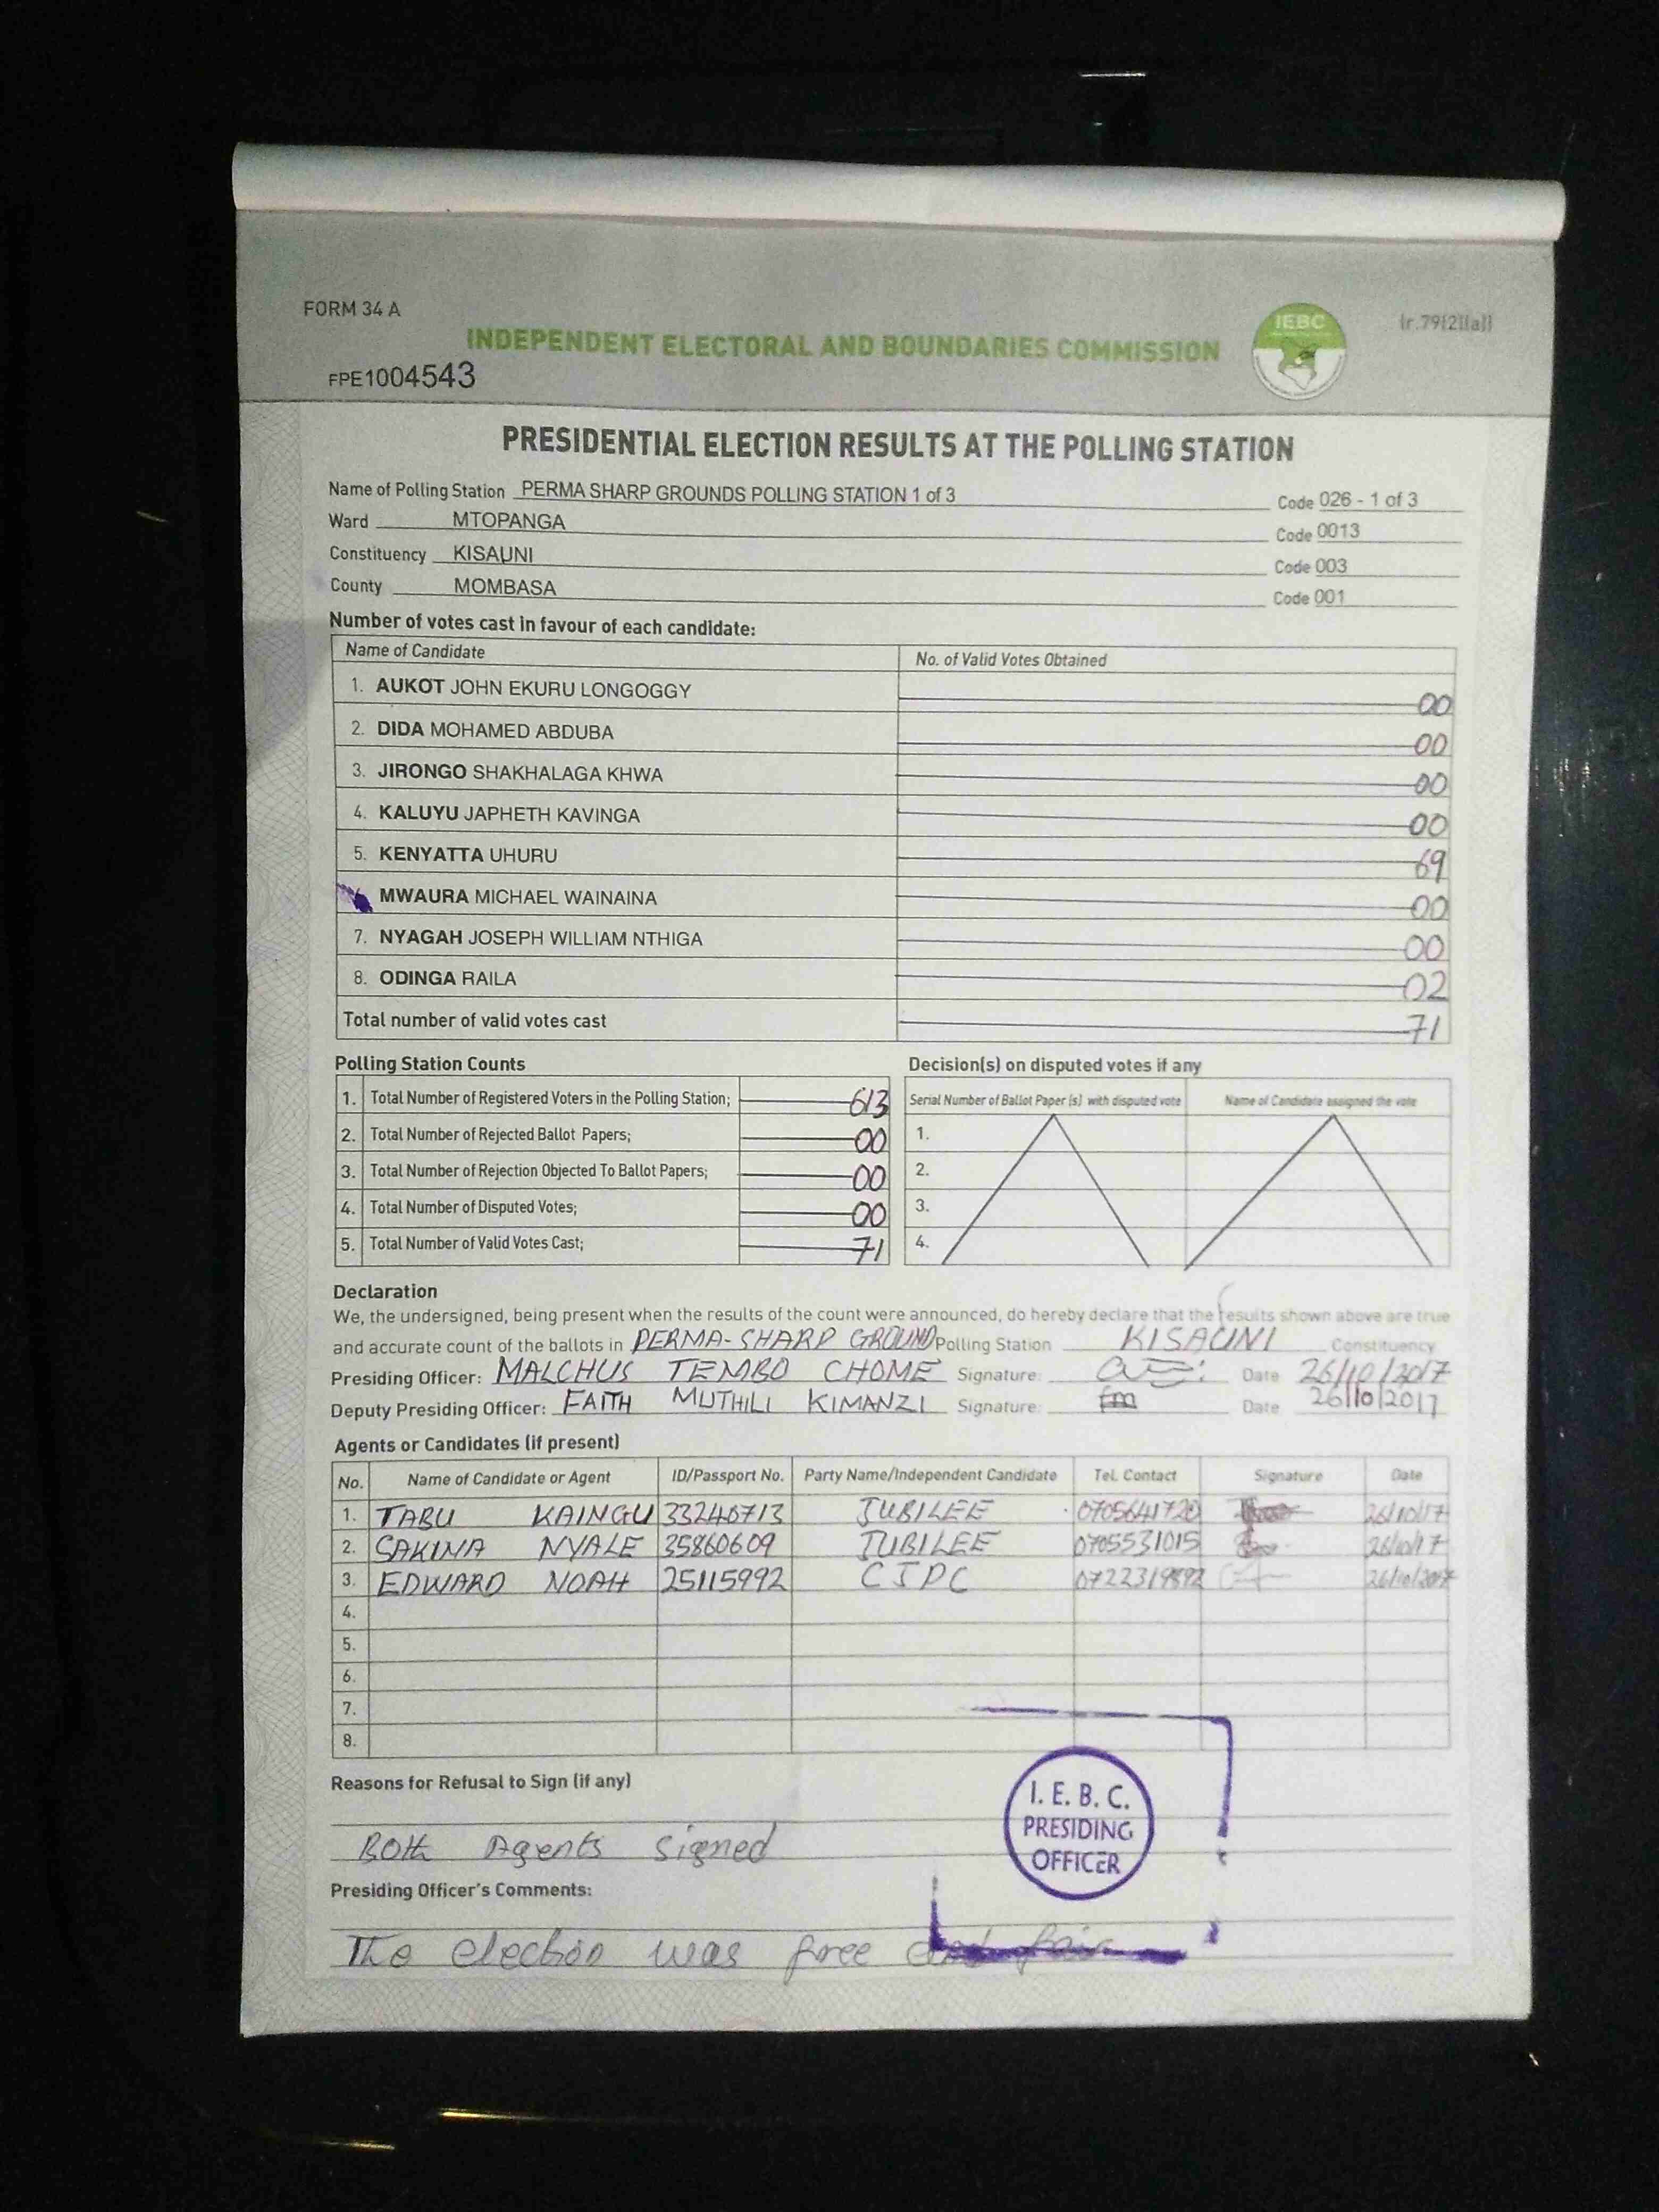 FORM 34 A
INDEPENDENT ELECTORAL AND BOUNDARIES COMMISSION
IEBC
(r.79(2)(a))
FPE1004543
PRESIDENTIAL ELECTION RESULTS AT THE POLLING STATION
Name of Polling Station PERMA SHARP GROUNDS POLLING STATION 1 of 3 Code 026 - 1 of 3
Ward MTOPANGA Code 0013
Constituency KISAUNI Code 003
County MOMBASA Code 001
Number of votes cast in favour of each candidate:
Name of Candidate No. of Valid Votes Obtained
1. AUKOT JOHN EKURU LONGOGGY 00
2. DIDA MOHAMED ABDUBA 00
3. JIRONGO SHAKHALAGA KHWA 00
4. KALUYU JAPHETH KAVINGA 00
5. KENYATTA UHURU 69
MWAURA MICHAEL WAINAINA 00
7. NYAGAH JOSEPH WILLIAM NTHIGA 00
8. ODINGA RAILA 02
Total number of valid votes cast 71
Polling Station Counts Decision(s) on disputed votes if any
1. Total Number of Registered Voters in the Polling Station; 613 Serial Number of Ballot Paper (s) with disputed vote Name of Candidate assigned the vote
2. Total Number of Rejected Ballot Papers; 00 1.
3. Total Number of Rejection Objected To Ballot Papers; 00 2.
4. Total Number of Disputed Votes; 00 3.
5. Total Number of Valid Votes Cast; 71 4.
Declaration
We, the undersigned, being present when the results of the count were announced, do hereby declare that the results shown above are true
and accurate count of the ballots in PERMA-SHARP GROUND Polling Station KISAUNI Constituency
Presiding Officer: MALCHUS TEMBO CHOME Signature: Date 26/10/2017
Deputy Presiding Officer: FAITH MUTHILI KIMANZI Signature: fm Date 26/10/2017
Agents or Candidates (if present)
No. Name of Candidate or Agent ID/Passport No. Party Name/Independent Candidate Tel. Contact Signature Date
1. TABU KAINGU 33246713 JUBILEE 0705641720 26/10/17
2. SAKINA NYALE 35860609 JUBILEE 0705531015 26/10/17
3. EDWARD NOAH 25115992 CJPC 26/10/2017
4.
5.
6.
7.
8.
Reasons for Refusal to Sign (if any)
Both Agents signed
I. E. B. C.
PRESIDING
OFFICER
Presiding Officer's Comments:
The election was free and fair